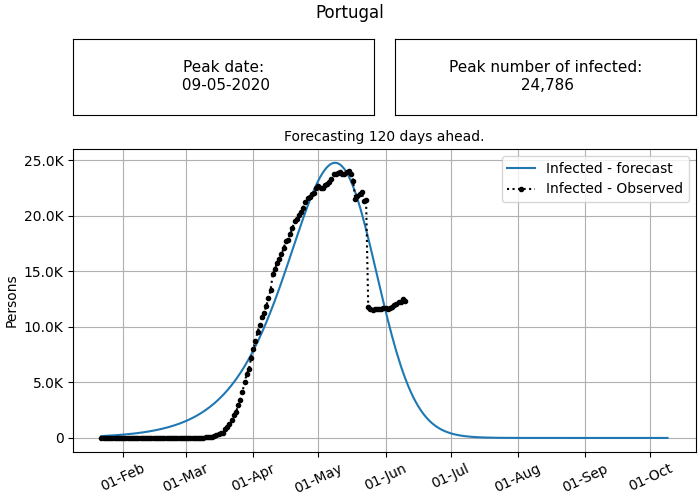 Portugal
Peak date:
09-05-2020
Peak number of infected:
24,786
Forecasting 120 days ahead.
Infected - forecast
Infected - Observed
25.0K
20.0K
15.0K
10.0K
5.0K
0
Persons
01-Feb
01-Mar
01-Apr
01-May
01-Jun
01-Jul
01-Aug
01-Sep
01-Oct